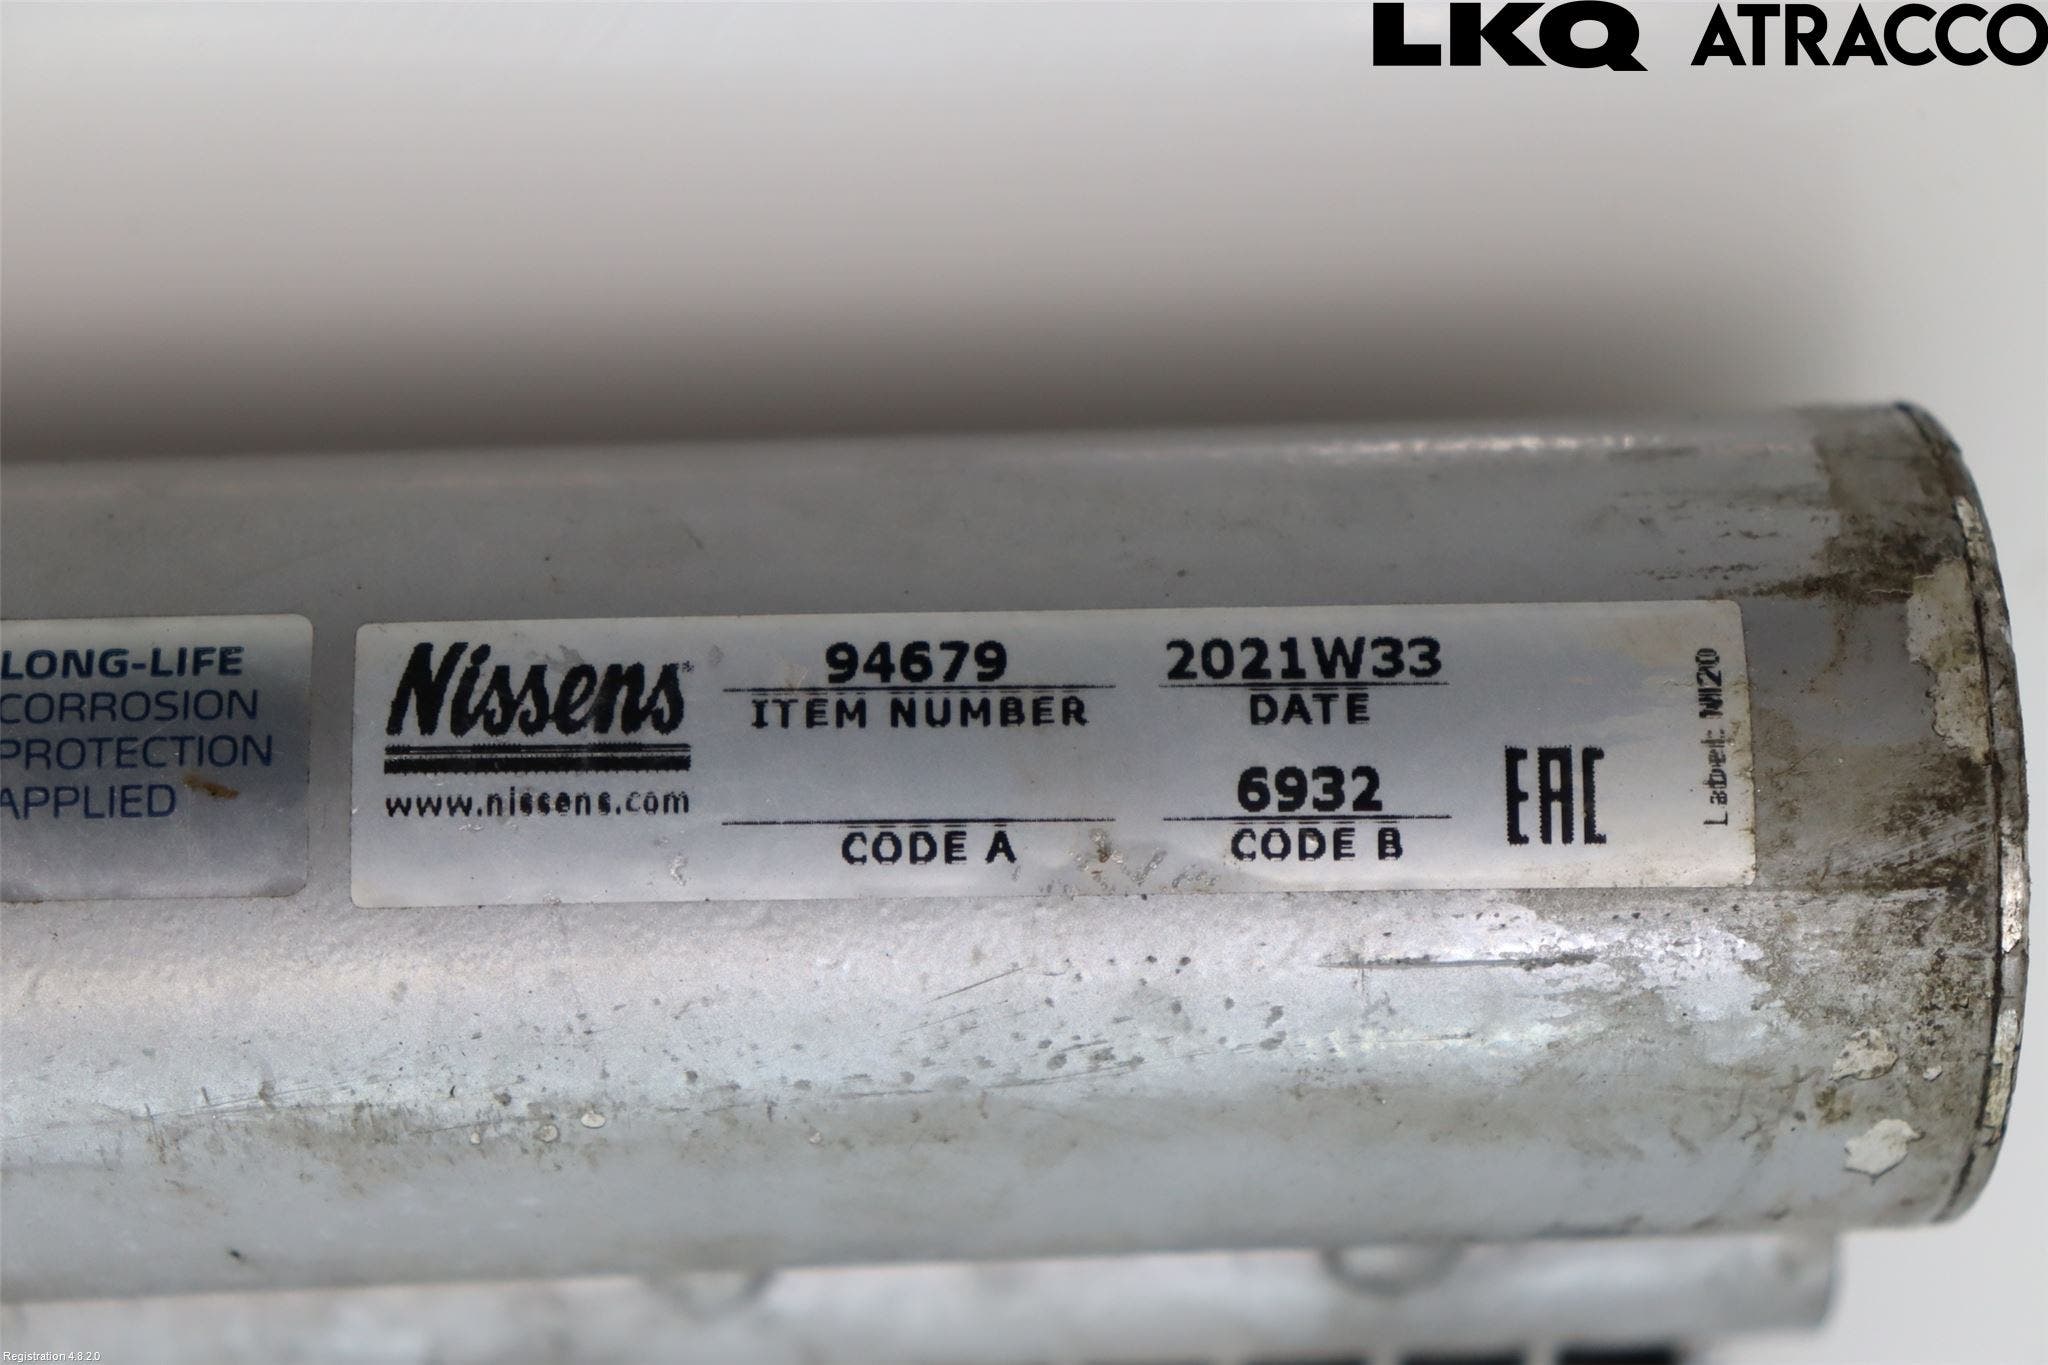 LKQ ATRACCO
LONG-LIFE
CORROSION
PROTECTION
APPLIED
Nissens
www.nissens.com
94679
ITEM NUMBER
CODE A
2021W33
DATE
6932
CODE B
EAC
Label: NI20
Registration 4.8.2.0